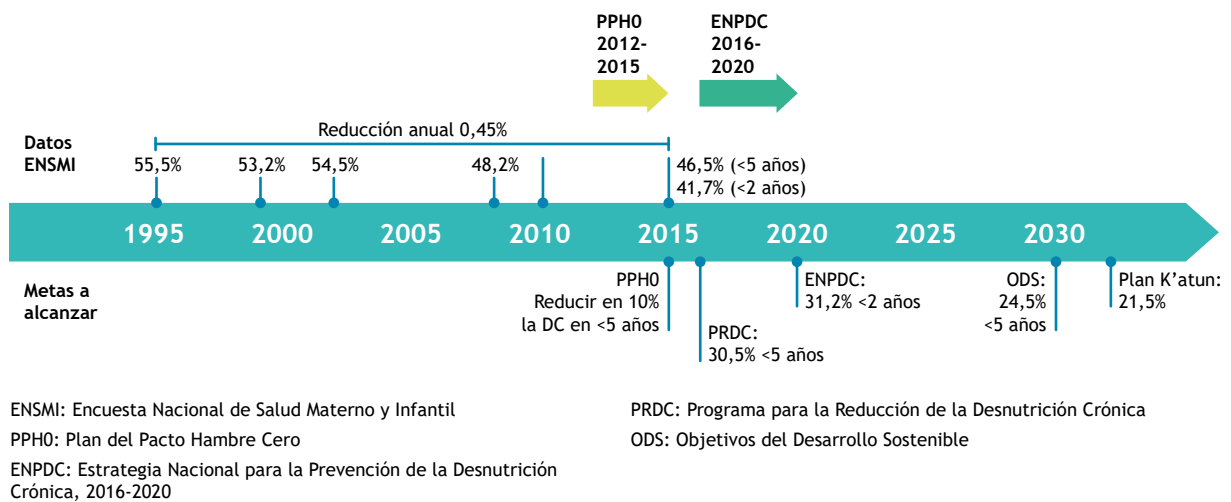 PPH0
2012-
2015
ENPDC
2016-
2020
Reducción anual 0,45%
Datos
ENSMI
55,5%
53,2%
54,5%
48,2%
46,5% (<5 años)
41,7% (<2 años)
1995
2000
2005
2010
2015
2020
2025
2030
Metas a
alcanzar
PPH0
Reducir en 10%
la DC en <5 años
PRDC:
30,5% <5 años
ENPDC:
31,2% <2 años
ODS:
24,5%
<5 años
Plan K’atun:
21,5%
ENSMI: Encuesta Nacional de Salud Materno y Infantil
PPH0: Plan del Pacto Hambre Cero
ENPDC: Estrategia Nacional para la Prevención de la Desnutrición
Crónica, 2016-2020
PRDC: Programa para la Reducción de la Desnutrición Crónica
ODS: Objetivos del Desarrollo Sostenible